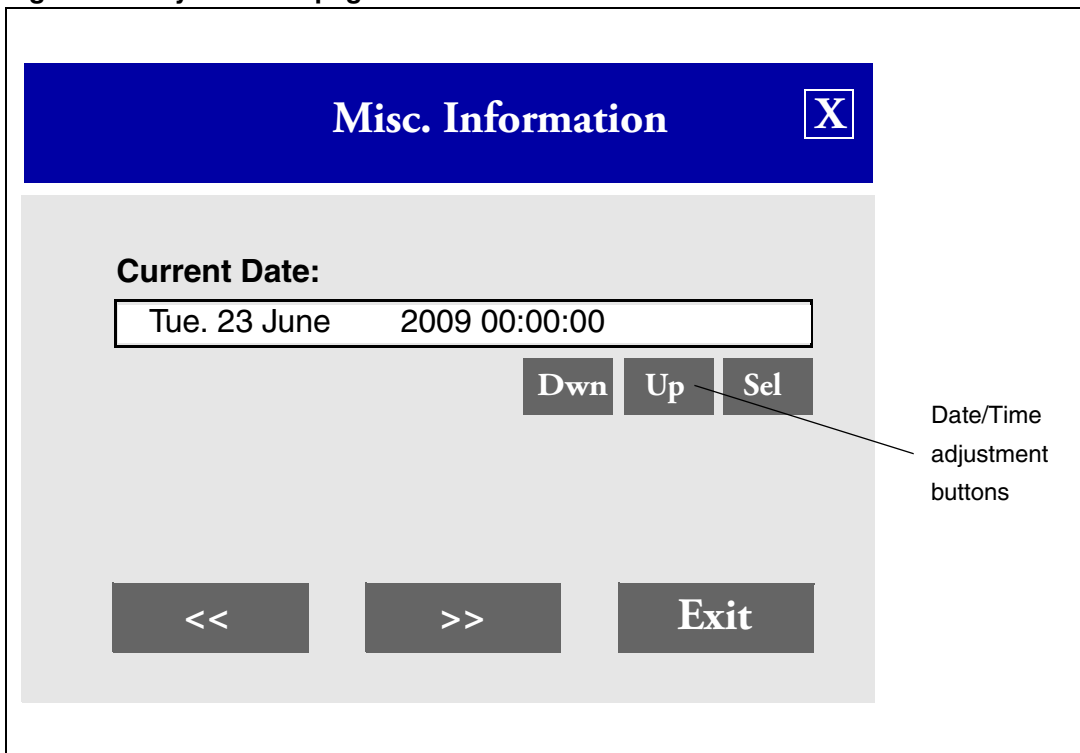 Misc. Information X
Current Date:
Tue. 23 June 2009 00:00:00
Dwn Up Sel
Date/Time
adjustment
buttons
<< >> Exit